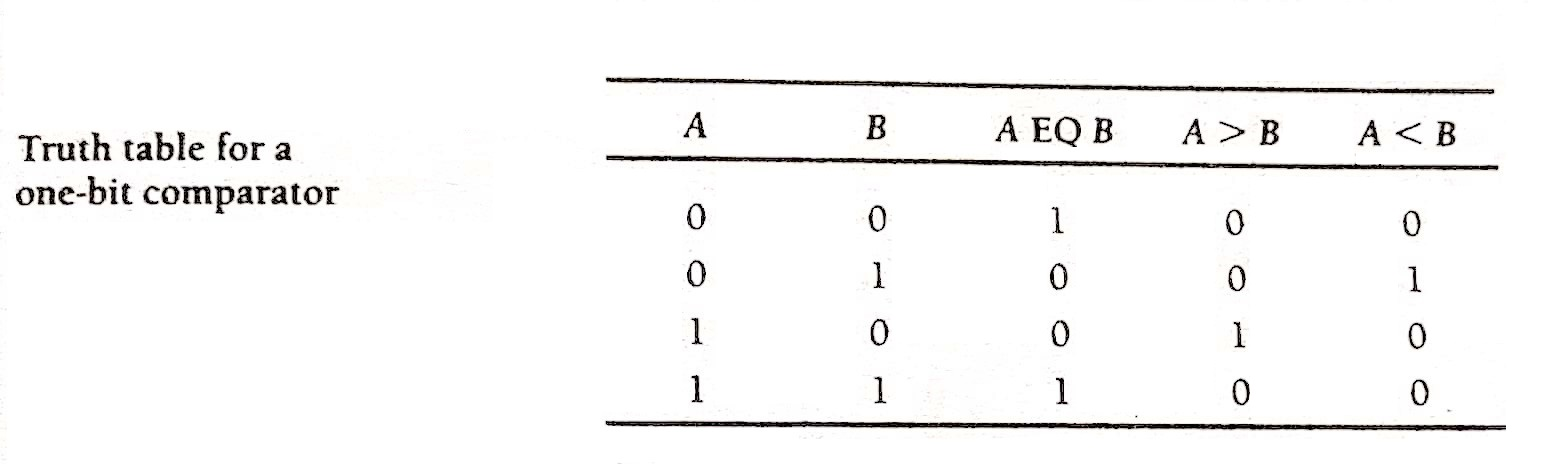 Truth table for a
one-bit comparator
A B A EQ B A > B A < B
0 0 1 0 0
0 1 0 0 1
1 0 0 1 0
1 1 1 0 0